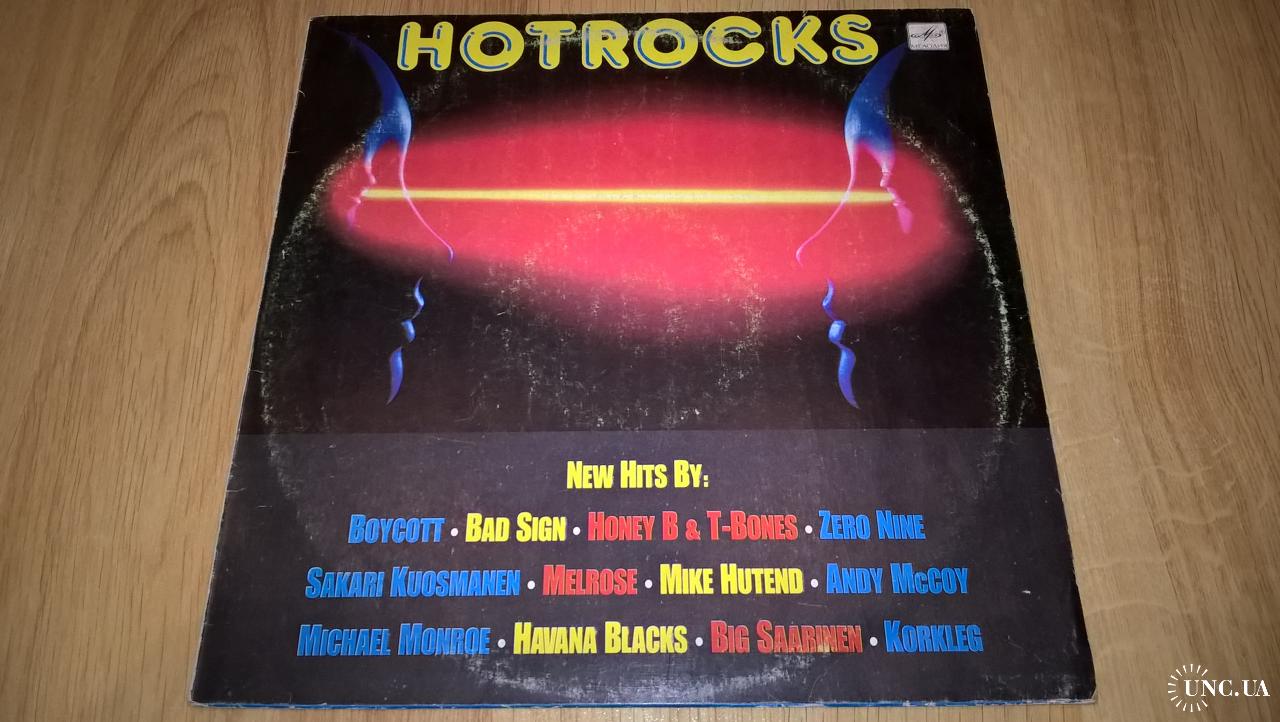 HOTROCKS
МЕЛОДИЯ
NEW HITS BY:
BOYCOTT • BAD SIGN • HONEY B & T-BONES • ZERO NINE
SAKARI KUOSMANEN • MELROSE • MIKE HUTEND • ANDY McCOY
MICHAEL MONROE • HAVANA BLACKS • BIG SAARINEN • KORKLEG
UNC.UA